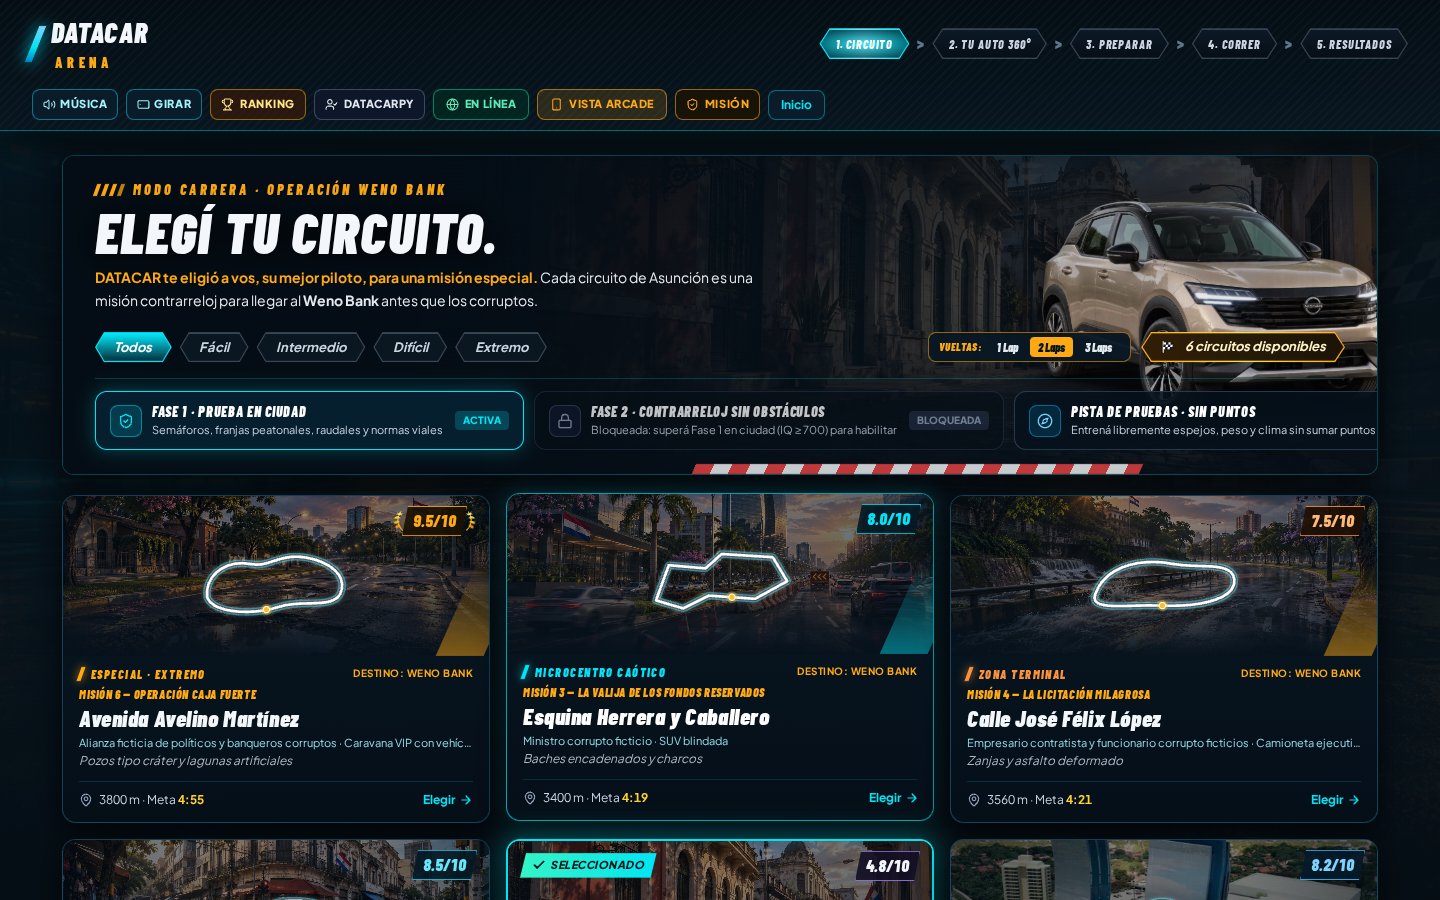 DATACAR
ARENA
1. CIRCUITO > 2. TU AUTO 360° > 3. PREPARAR > 4. CORRER > 5. RESULTADOS
MÚSICA GIRAR RANKING DATACARPY EN LÍNEA VISTA ARCADE MISIÓN Inicio
MODO CARRERA · OPERACIÓN WENO BANK
ELEGÍ TU CIRCUITO.
DATACAR te eligió a vos, su mejor piloto, para una misión especial. Cada circuito de Asunción es una
misión contrarreloj para llegar al Weno Bank antes que los corruptos.
Todos Fácil Intermedio Difícil Extremo VUELTAS: 1 Lap 2 Laps 3 Laps 6 circuitos disponibles
FASE 1 · PRUEBA EN CIUDAD
Semáforos, franjas peatonales, raudales y normas viales
ACTIVA
FASE 2 · CONTRARRELOJ SIN OBSTÁCULOS
Bloqueada: superá Fase 1 en ciudad (IQ ≥ 700) para habilitar
BLOQUEADA
PISTA DE PRUEBAS · SIN PUNTOS
Entrená libremente espejos, peso y clima sin sumar puntos
9.5/10
ESPECIAL · EXTREMO DESTINO: WENO BANK
MISIÓN 6 — OPERACIÓN CAJA FUERTE
Avenida Avelino Martínez
Alianza ficticia de políticos y banqueros corruptos · Caravana VIP con vehíc...
Pozos tipo cráter y lagunas artificiales
3800 m · Meta 4:55 Elegir →
8.0/10
MICROCENTRO CAÓTICO DESTINO: WENO BANK
MISIÓN 3 — LA VALIJA DE LOS FONDOS RESERVADOS
Esquina Herrera y Caballero
Ministro corrupto ficticio · SUV blindada
Baches encadenados y charcos
3400 m · Meta 4:19 Elegir →
7.5/10
ZONA TERMINAL DESTINO: WENO BANK
MISIÓN 4 — LA LICITACIÓN MILAGROSA
Calle José Félix López
Empresario contratista y funcionario corrupto ficticios · Camioneta ejecuti...
Zanjas y asfalto deformado
3560 m · Meta 4:21 Elegir →
8.5/10
SELECCIONADO 4.8/10
8.2/10